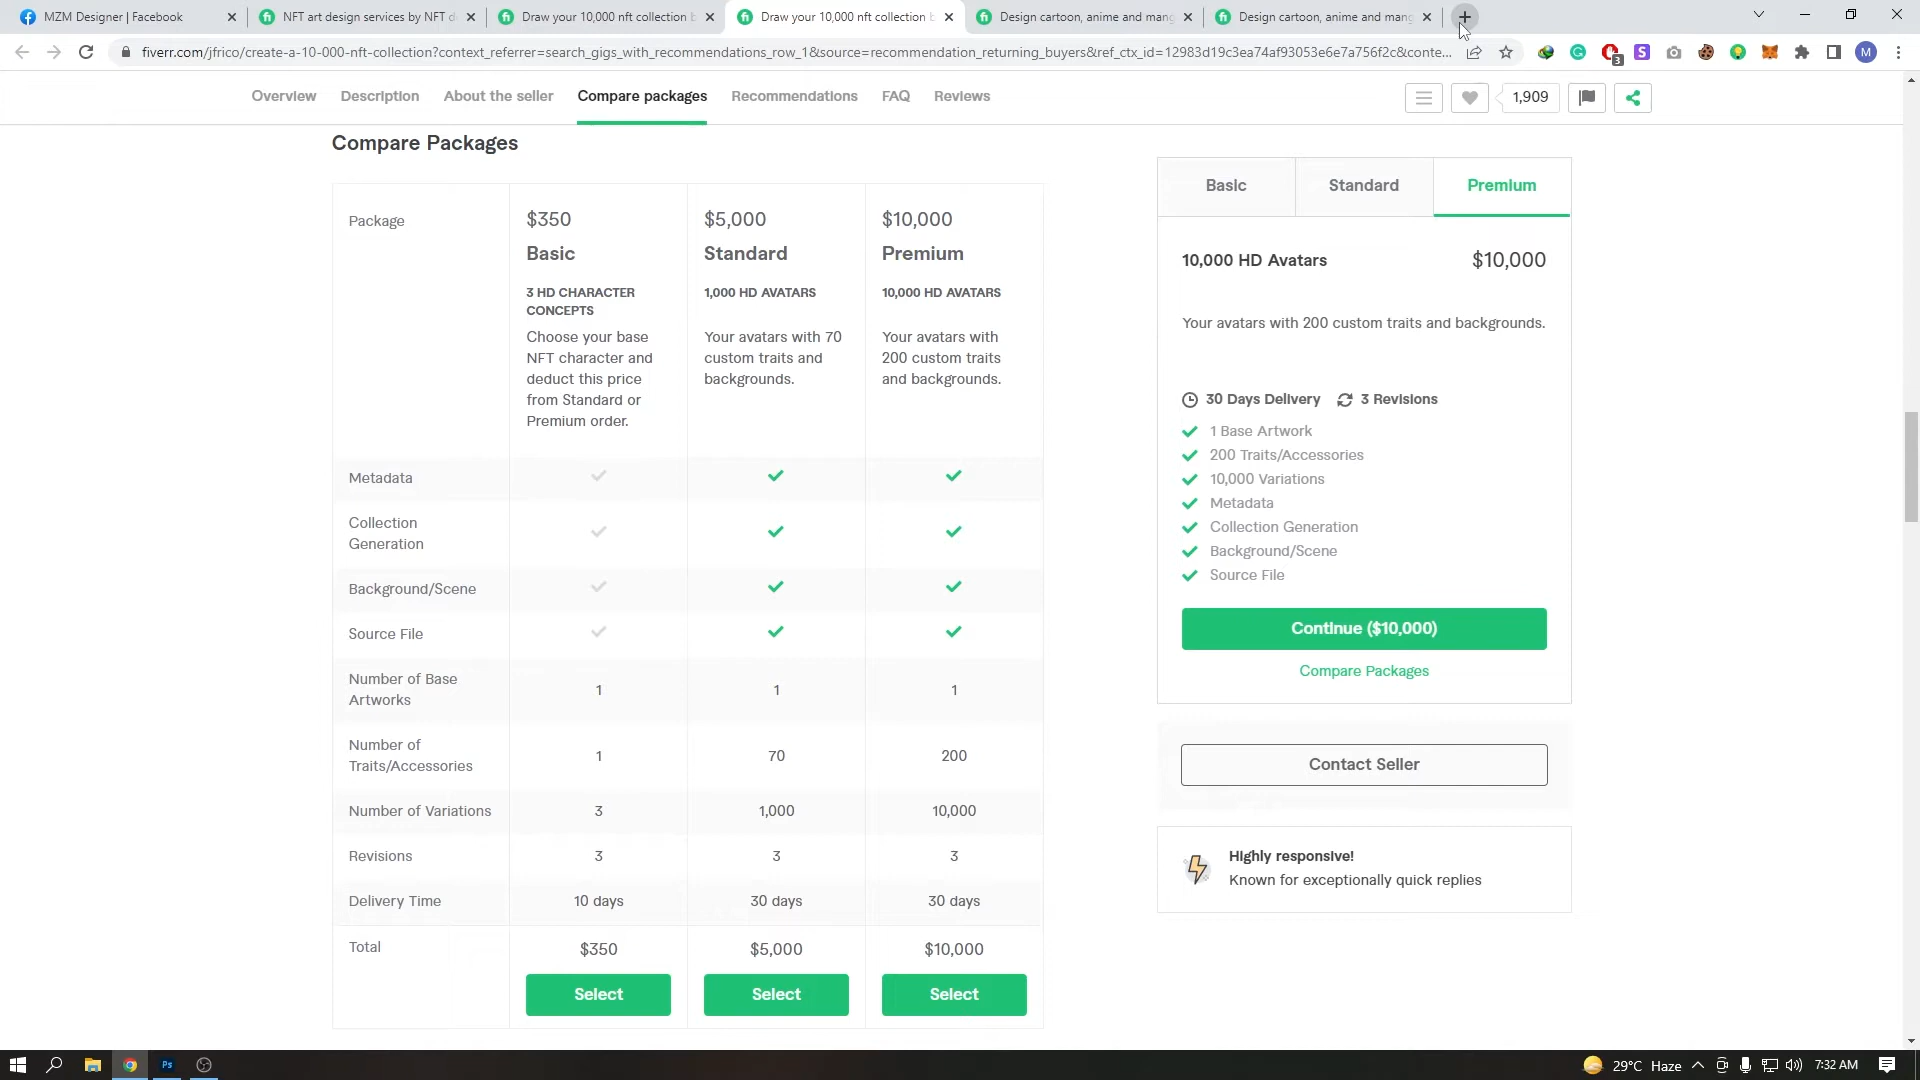 MZM Designer | Facebook
NFT art design services by NFT d
Draw your 10,000 nft collection b
Draw your 10,000 nft collection b
Design cartoon, anime and mang
Design cartoon, anime and mang
fiverr.com/jfrico/create-a-10-000-nft-collection?context_referrer=search_gigs_with_recommendations_row_1&source=recommendation_returning_buyers&ref_ctx_id=12983d19c3ea74af93053e6e7a756f2c&conte...
3
M
Overview
Description
About the seller
Compare packages
Recommendations
FAQ
Reviews
1,909
Compare Packages
Package
$350
Basic
3 HD CHARACTER
CONCEPTS
Choose your base
NFT character and
deduct this price
from Standard or
Premium order.
$5,000
Standard
1,000 HD AVATARS
Your avatars with 70
custom traits and
backgrounds.
$10,000
Premium
10,000 HD AVATARS
Your avatars with
200 custom traits
and backgrounds.
Metadata
Collection
Generation
Background/Scene
Source File
Number of Base
Artworks
1
1
1
Number of
Traits/Accessories
1
70
200
Number of Variations
3
1,000
10,000
Revisions
3
3
3
Delivery Time
10 days
30 days
30 days
Total
$350
$5,000
$10,000
Select
Select
Select
Basic
Standard
Premium
10,000 HD Avatars
$10,000
Your avatars with 200 custom traits and backgrounds.
30 Days Delivery
3 Revisions
1 Base Artwork
200 Traits/Accessories
10,000 Variations
Metadata
Collection Generation
Background/Scene
Source File
Continue ($10,000)
Compare Packages
Contact Seller
Highly responsive!
Known for exceptionally quick replies
Ps
29°C
Haze
7:32 AM